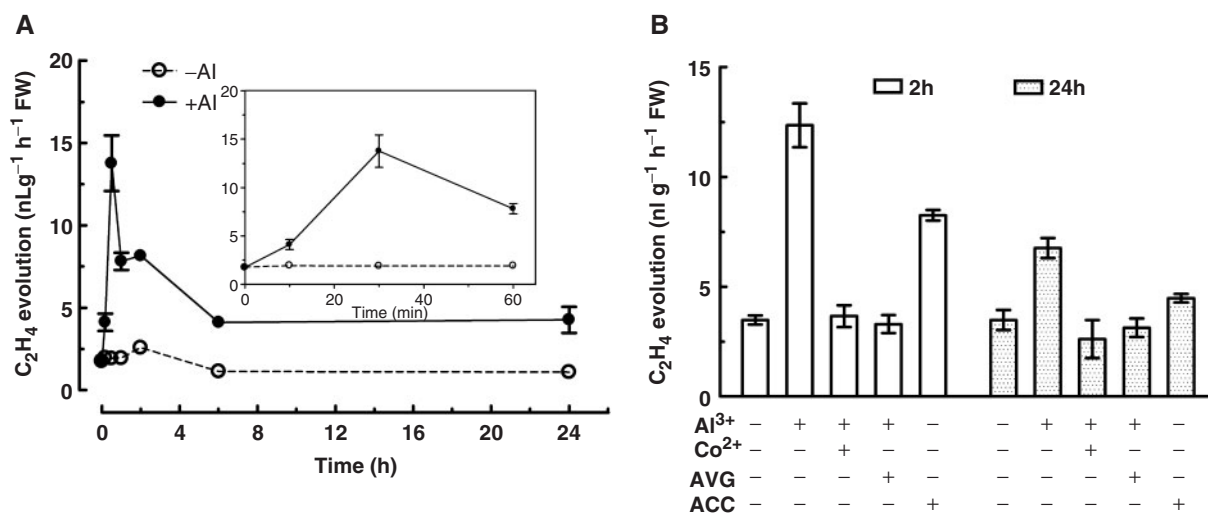 A
C₂H₄ evolution (nLg⁻¹ h⁻¹ FW)
20
15
10
5
0
–Al
+Al
20
15
10
5
0
0 20 40 60
Time (min)
0 4 8 12 16 20 24
Time (h)
B
C₂H₄ evolution (nl g⁻¹ h⁻¹ FW)
15
10
5
0
2h 24h
Al³⁺ – + + + – – + + + –
Co²⁺ – – + – – – – + – –
AVG – – – + – – – – + –
ACC – – – – + – – – – +